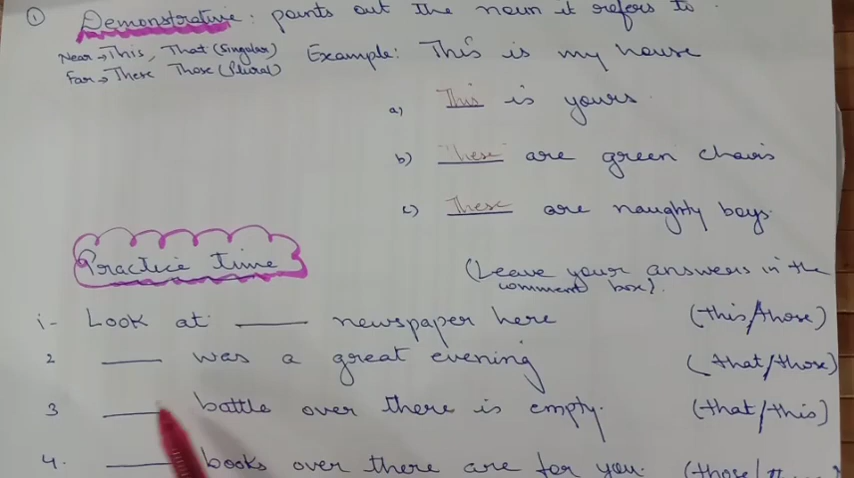 ① Demonstrative: points out the noun it refers to.
Near→This, That (Singular) Example: This is my house
Far→There Those (Plural)
a) This is yours
b) These are green chairs
c) These are naughty boys.
Practice time
(Leave your answers in the
comment box).
i- Look at ____ newspaper here (this/those)
2 ____ was a great evening (that/those)
3 ____ battle over there is empty. (that/this)
4. ____ books over there are for you. (those/